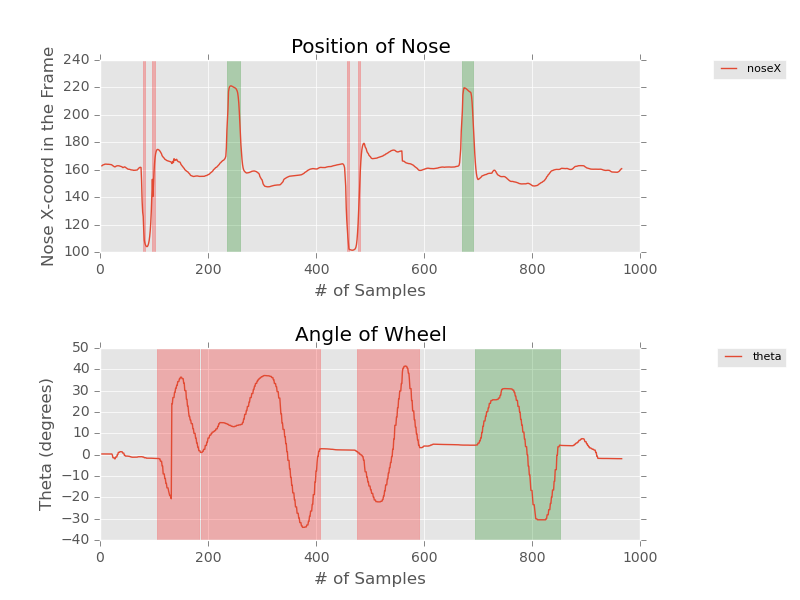 Position of Nose
Nose X-coord in the Frame
240
220
200
180
160
140
120
100
0 200 400 600 800 1000
# of Samples
noseX
Angle of Wheel
Theta (degrees)
50
40
30
20
10
0
−10
−20
−30
−40
0 200 400 600 800 1000
# of Samples
theta